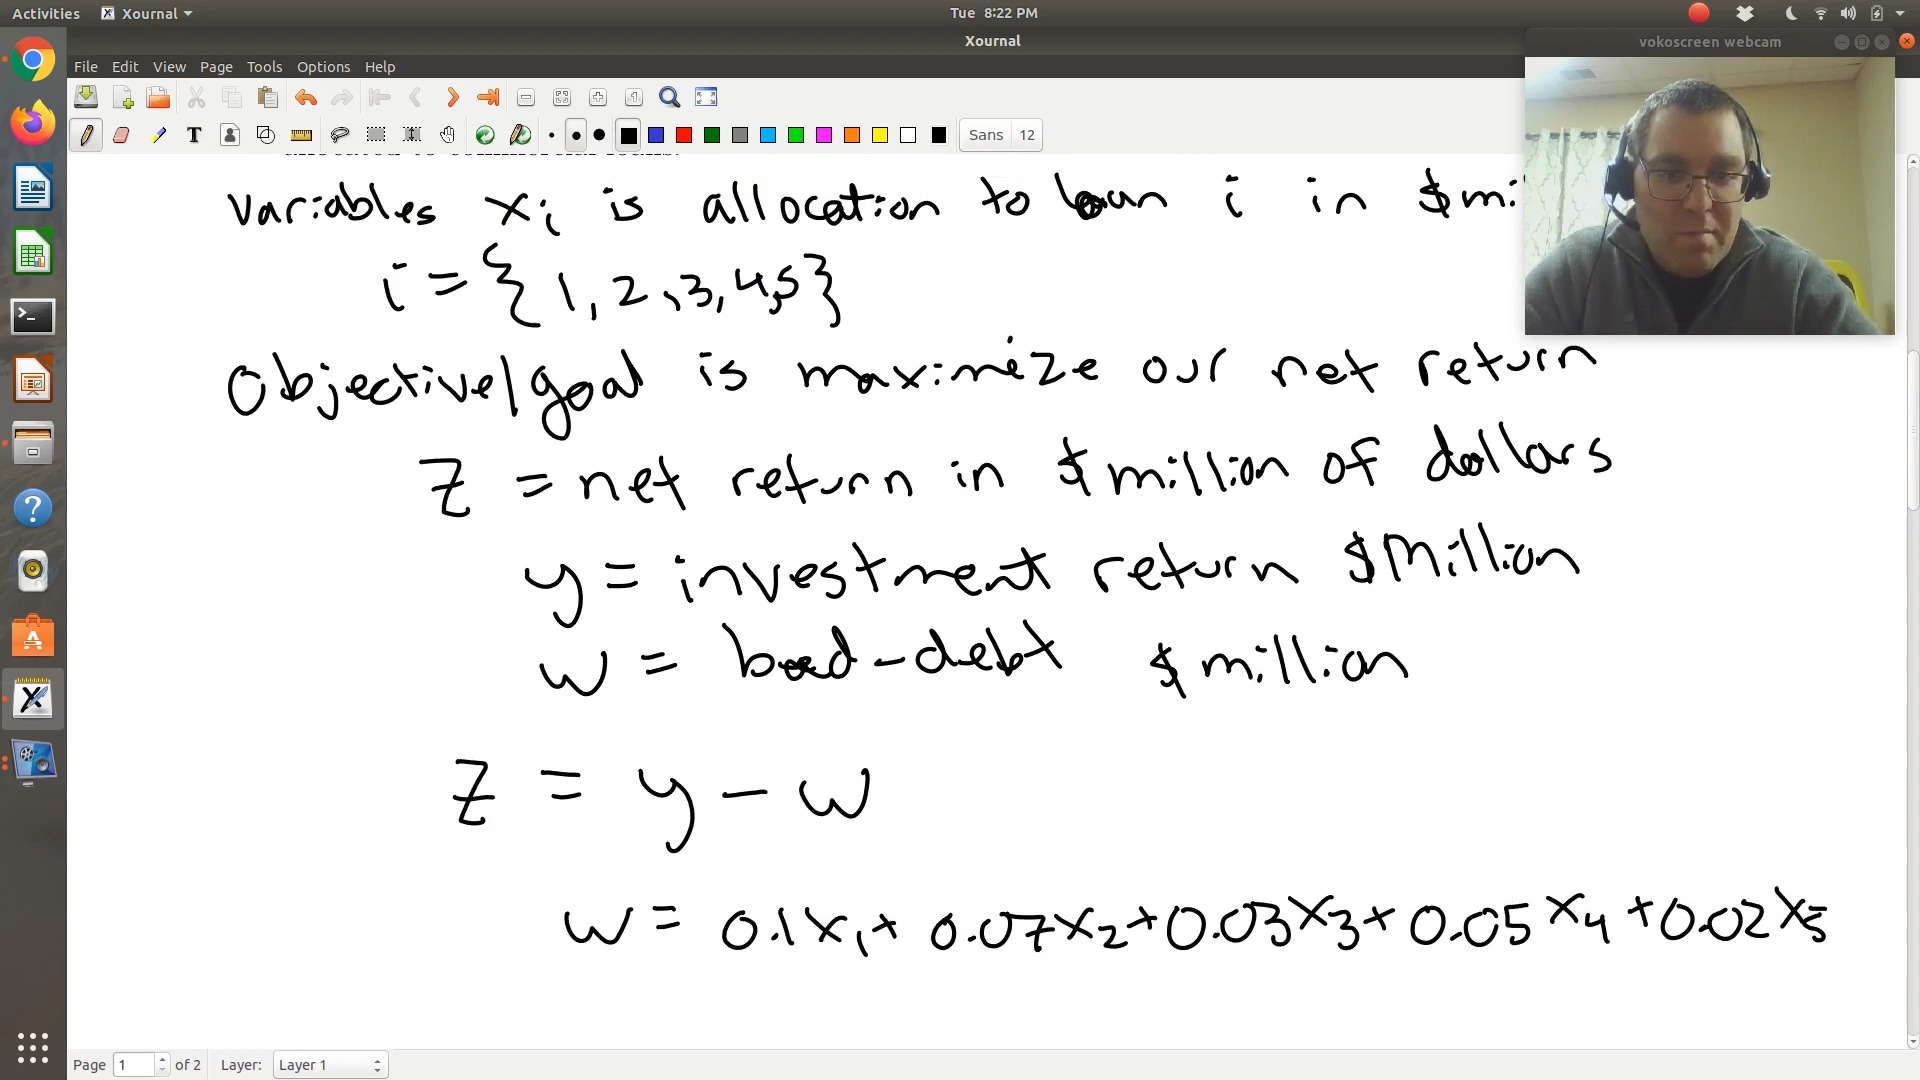 Activities Xournal Tue 8:22 PM
Xournal
vokoscreen webcam
File Edit View Page Tools Options Help
T Sans 12
variables xi is allocation to loan i in $mi
i = {1, 2, 3, 4, 5}
Objective/goal is maximize our net return
Z = net return in $million of dollars
y = investment return $Million
w = bad-debt $million
Z = y - w
w = 0.1x1 + 0.07x2 + 0.03x3 + 0.05x4 + 0.02x5
Page 1 of 2 Layer: Layer 1